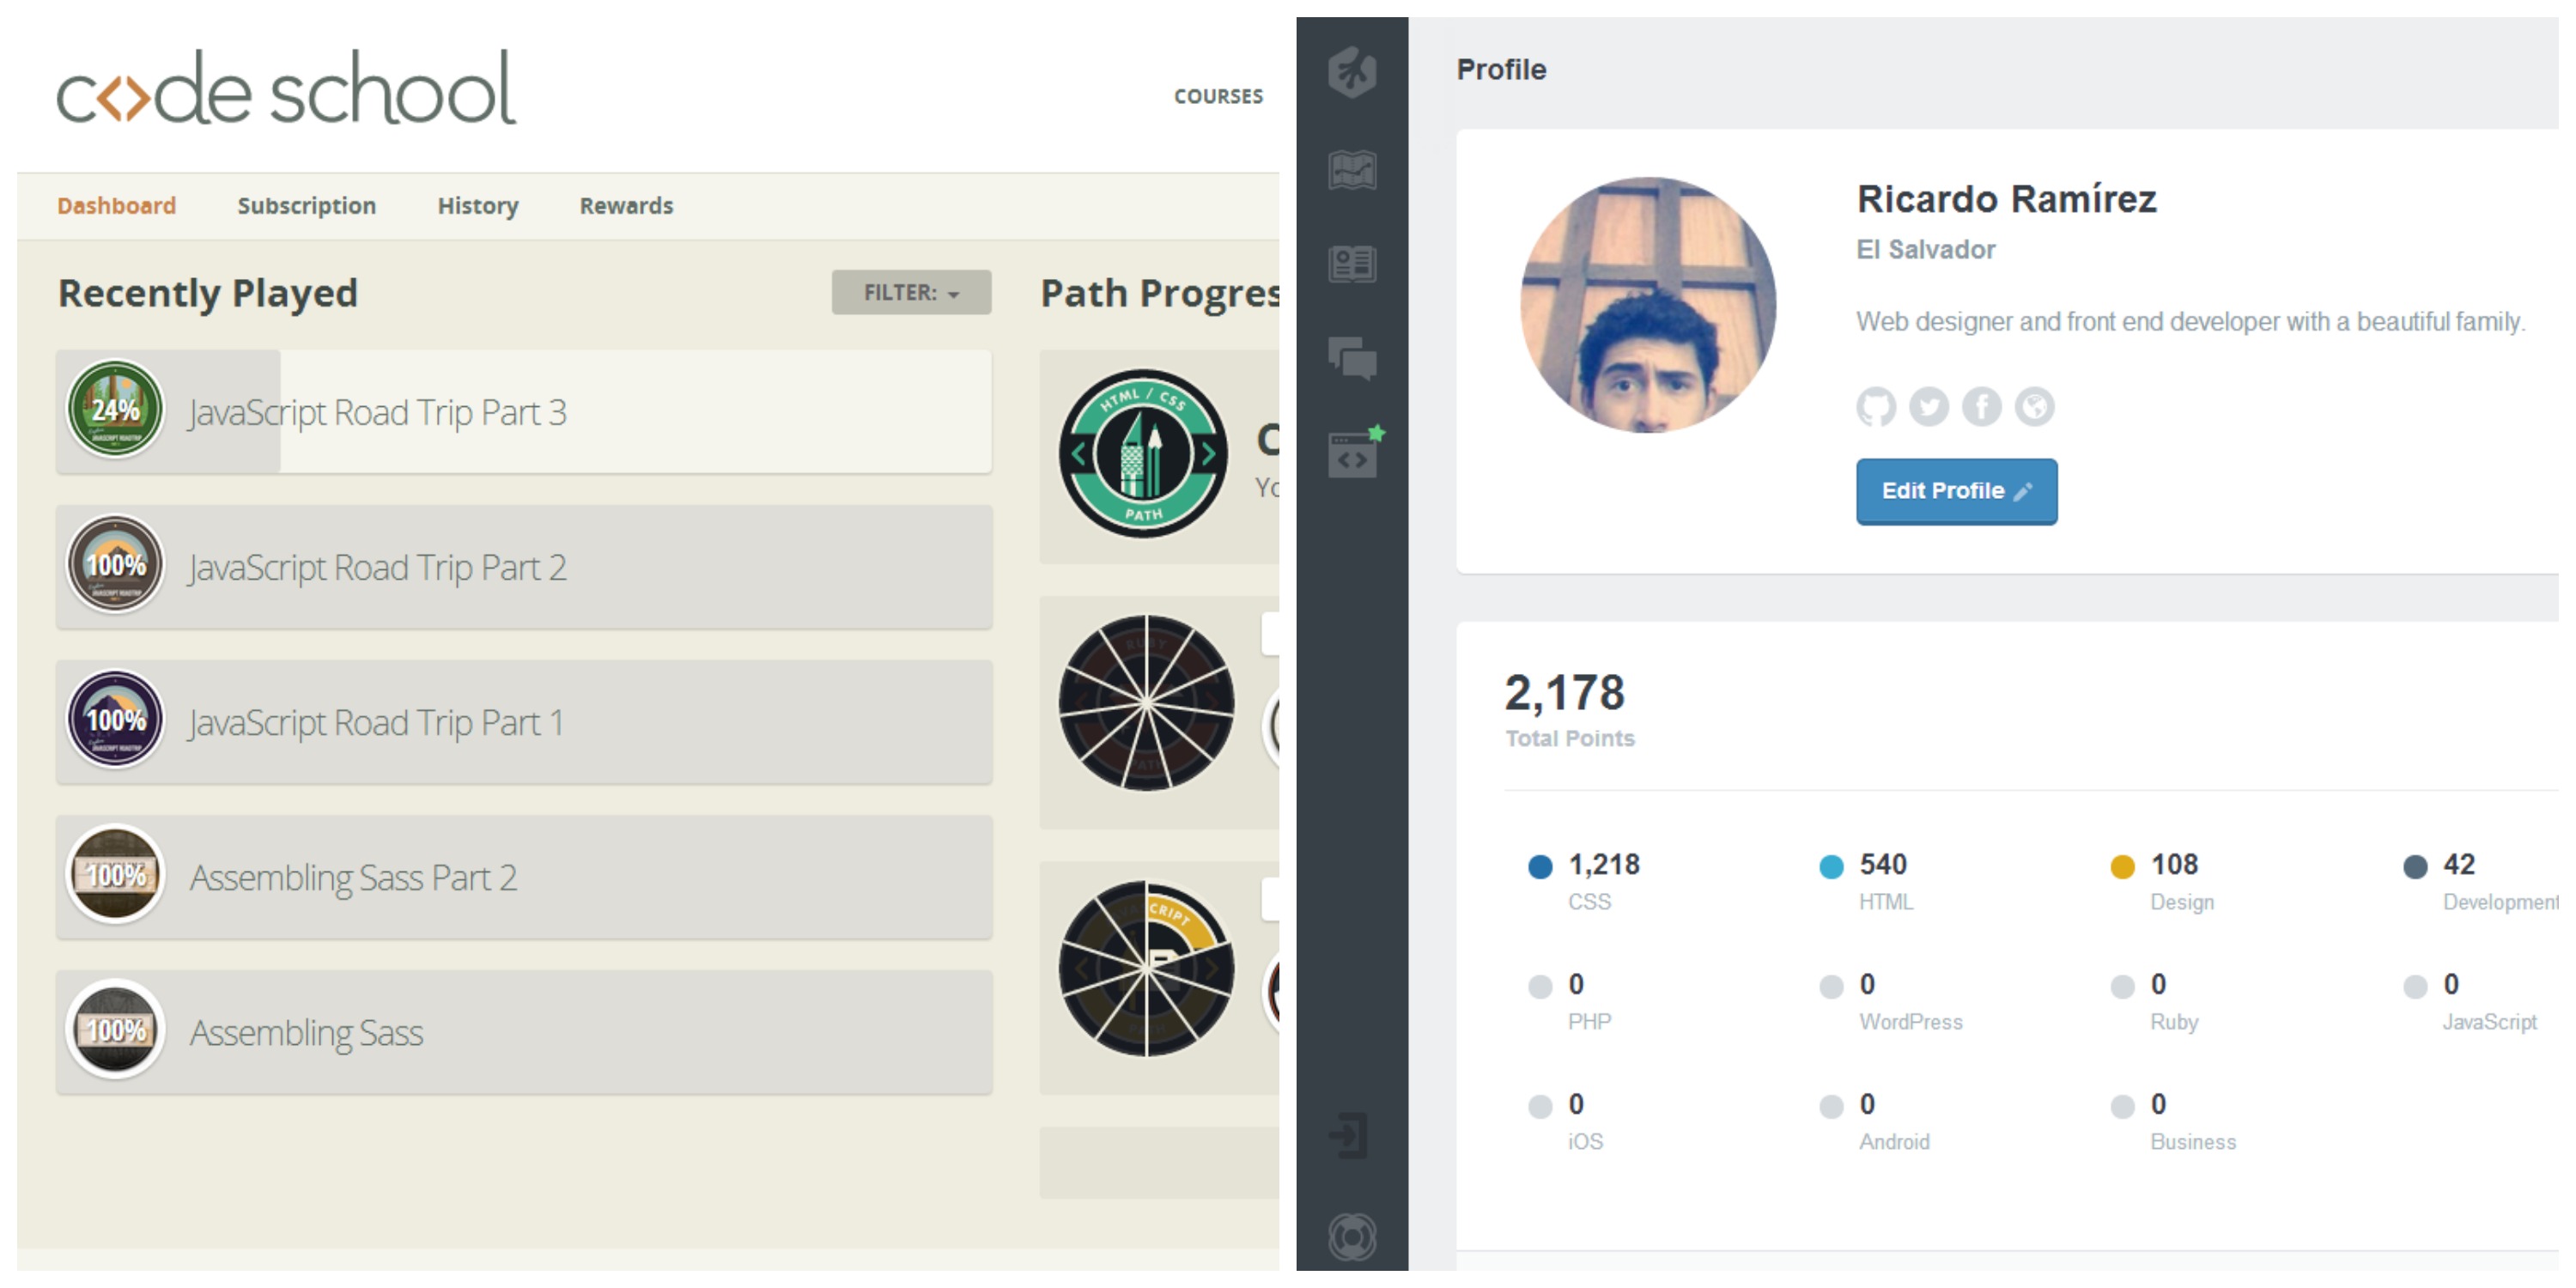 code school
COURSES
Dashboard Subscription History Rewards
Recently Played
FILTER:
24%
JavaScript Road Trip Part 3
100%
JavaScript Road Trip Part 2
100%
JavaScript Road Trip Part 1
100%
Assembling Sass Part 2
100%
Assembling Sass
Path Progres
HTML / CSS
PATH
C
Yo
RUBY
PATH
CRIPT
Profile
Ricardo Ramírez
El Salvador
Web designer and front end developer with a beautiful family.
Edit Profile
2,178
Total Points
1,218
CSS
540
HTML
108
Design
42
Development
0
PHP
0
WordPress
0
Ruby
0
JavaScript
0
iOS
0
Android
0
Business